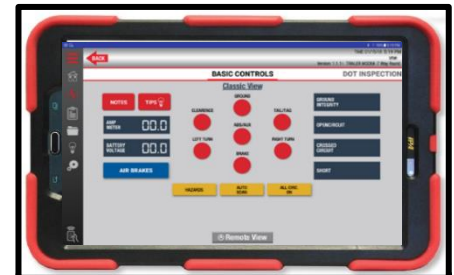 BACK
BASIC CONTROLS
DOT INSPECTION
Classic View
NOTES
TIPS
GROUND
CLEARANCE
TAIL/TAG
AUX/AUX
LEFT TURN
RIGHT TURN
BRAKE
AMP
METER
00.0
BATTERY
VOLTAGE
00.0
AIR BRAKES
GROUND
INTEGRITY
OPEN CIRCUIT
CROSSED
CIRCUIT
SHORT
HAZARDS
AUTO
SCAN
ALL CIRC.
ON
Remote View